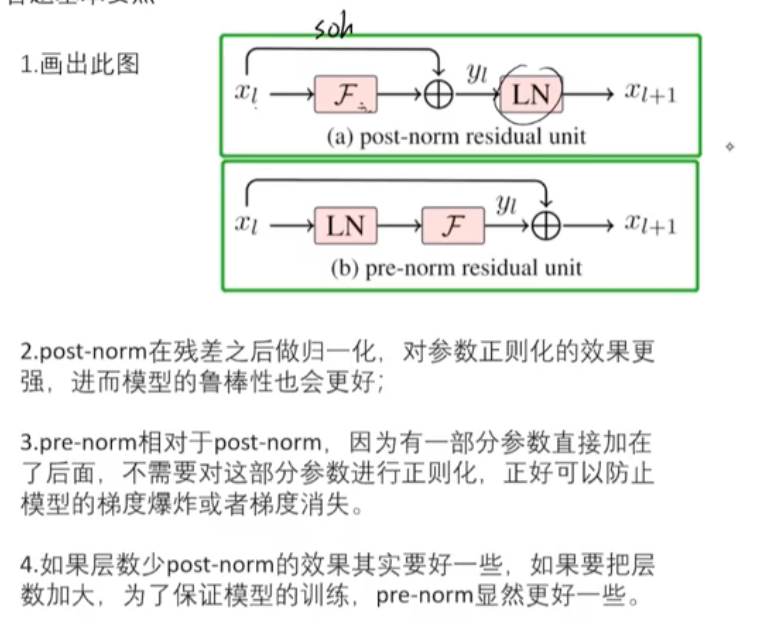 soh
1.画出此图
x_l F y_l LN x_{l+1}
(a) post-norm residual unit
x_l LN F y_l x_{l+1}
(b) pre-norm residual unit
2.post-norm在残差之后做归一化，对参数正则化的效果更
强，进而模型的鲁棒性也会更好；
3.pre-norm相对于post-norm，因为有一部分参数直接加在
了后面，不需要对这部分参数进行正则化，正好可以防止
模型的梯度爆炸或者梯度消失。
4.如果层数少post-norm的效果其实要好一些，如果要把层
数加大，为了保证模型的训练，pre-norm显然更好一些。